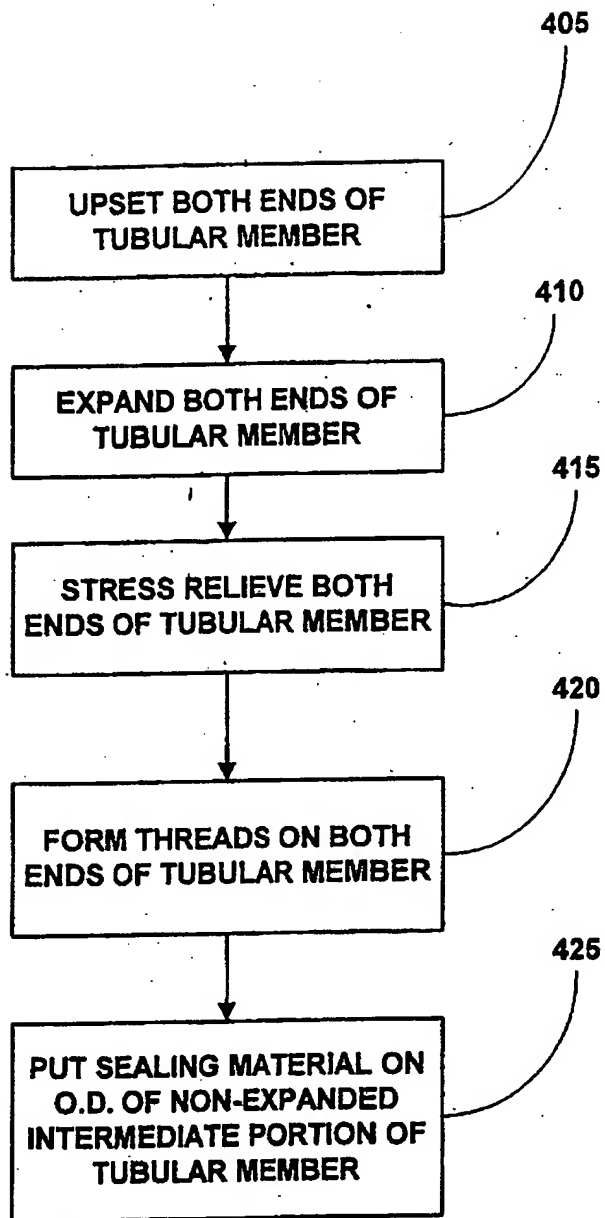 405
UPSET BOTH ENDS OF
TUBULAR MEMBER
410
EXPAND BOTH ENDS OF
TUBULAR MEMBER
415
STRESS RELIEVE BOTH
ENDS OF TUBULAR MEMBER
420
FORM THREADS ON BOTH
ENDS OF TUBULAR MEMBER
425
PUT SEALING MATERIAL ON
O.D. OF NON-EXPANDED
INTERMEDIATE PORTION OF
TUBULAR MEMBER